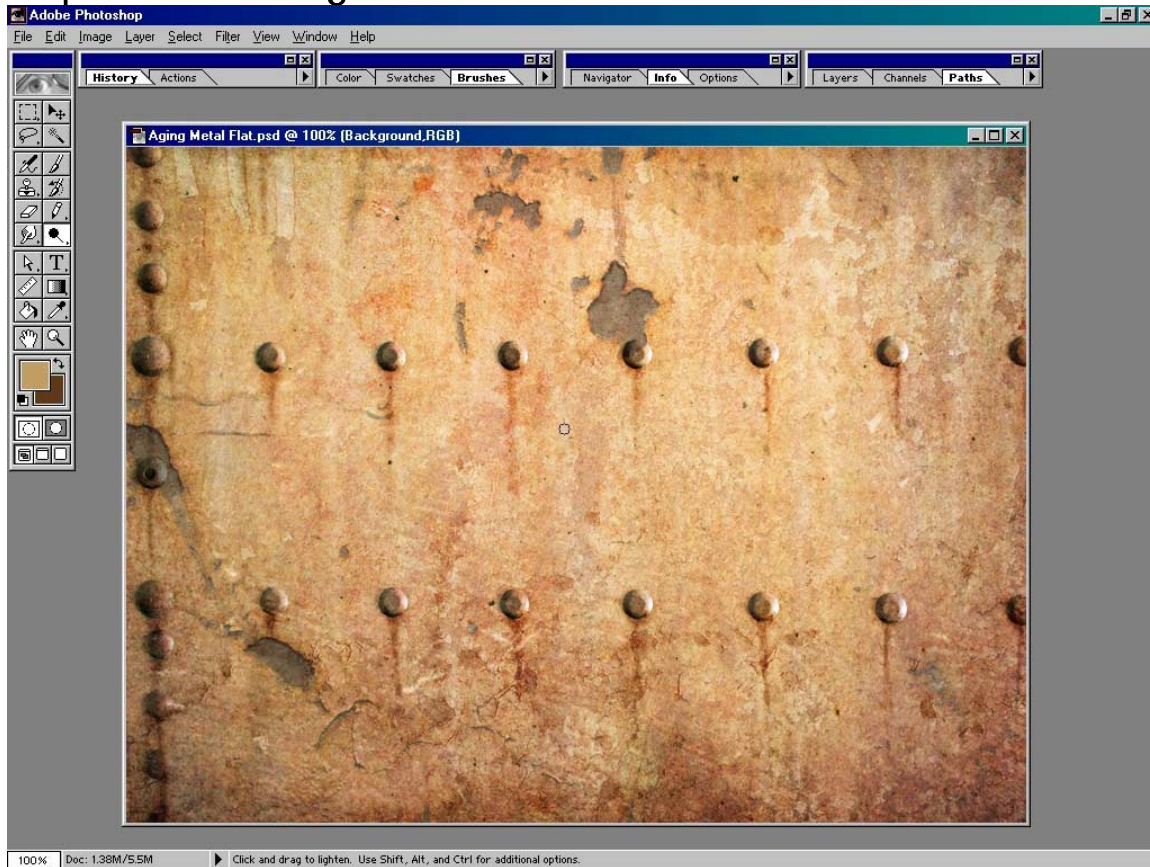 Adobe Photoshop
File Edit Image Layer Select Filter View Window Help
History Actions Color Swatches Brushes Navigator Info Options Layers Channels Paths
Aging Metal Flat.psd @ 100% (Background,RGB)
T
100% Doc: 1.38M/5.5M Click and drag to lighten. Use Shift, Alt, and Ctrl for additional options.